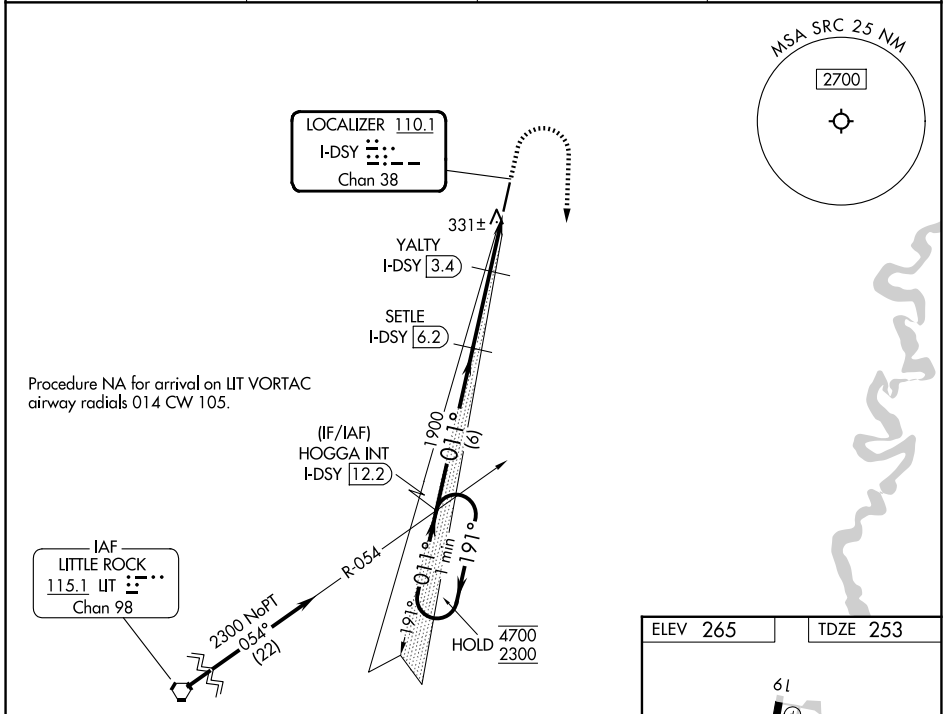 MSA SRC 25 NM
2700
LOCALIZER 110.1
I-DSY
Chan 38
331±
YALTY
I-DSY 3.4
SETLE
I-DSY 6.2
Procedure NA for arrival on LIT VORTAC
airway radials 014 CW 105.
(IF/IAF)
HOGGA INT
I-DSY 12.2
1900
011°
(6)
IAF
LITTLE ROCK
115.1 LIT
Chan 98
R-054
2300 NoPT
054°
(22)
191°
011°
1 min
191°
HOLD 4700
2300
ELEV 265
TDZE 253
19